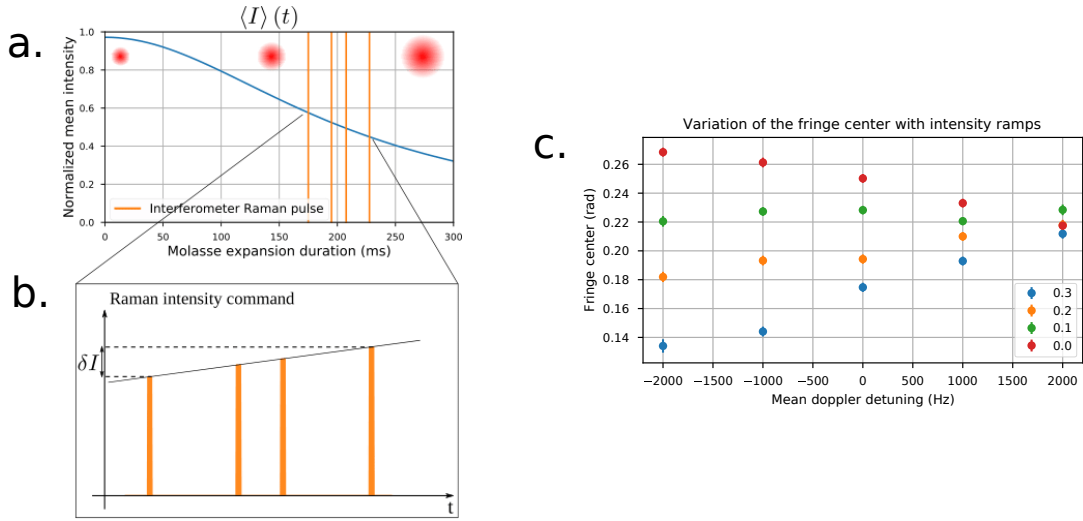 a.
⟨I⟩ (t)
Normalized mean intensity
1.0
0.8
0.6
0.4
0.2
0.0
Interferometer Raman pulse
0 50 100 150 200 250 300
Molasse expansion duration (ms)
b.
Raman intensity command
δI
t
c.
Variation of the fringe center with intensity ramps
Fringe center (rad)
0.26
0.24
0.22
0.20
0.18
0.16
0.14
0.3
0.2
0.1
0.0
−2000 −1500 −1000 −500 0 500 1000 1500 2000
Mean doppler detuning (Hz)